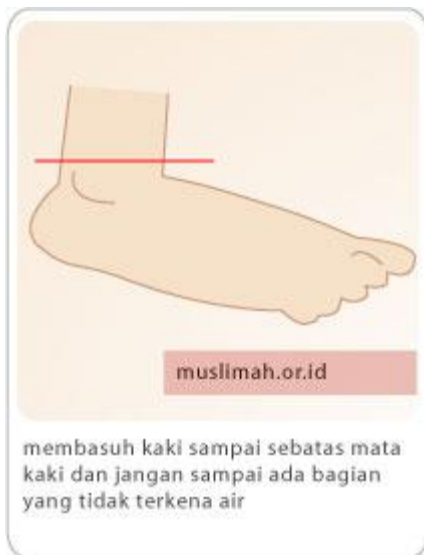 muslimah.or.id
membasuh kaki sampai sebatas mata
kaki dan jangan sampai ada bagian
yang tidak terkena air